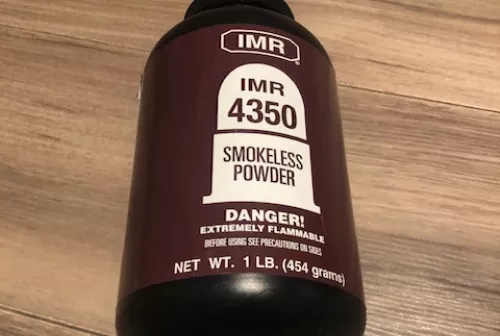 IMR
IMR
4350
SMOKELESS
POWDER
DANGER!
EXTREMELY FLAMMABLE
BEFORE USING SEE PRECAUTIONS ON SIDES
NET WT. 1 LB. (454 grams)